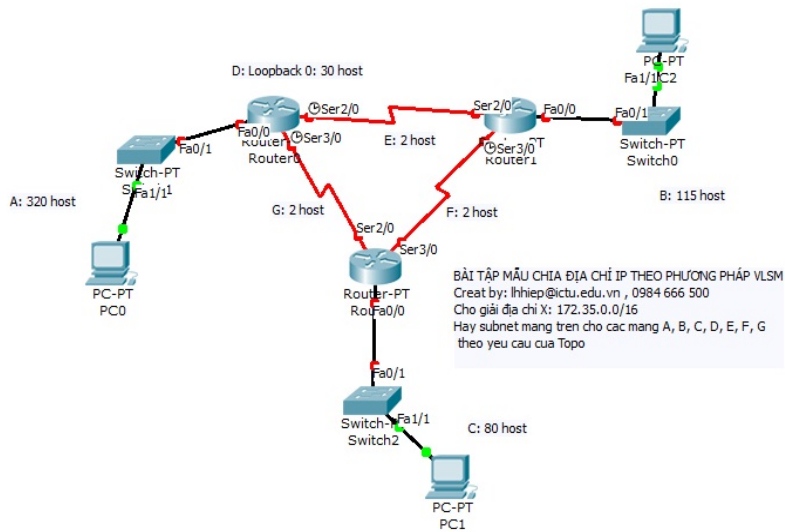 PC-PT
Fa1/1C2
D: Loopback 0: 30 host
Ser2/0
Ser2/0
Fa0/0
Fa0/1
Fa0/0
Router0
Ser3/0
E: 2 host
Ser3/0
Router1
Switch-PT
Switch0
Fa0/1
Switch-PT
Fa1/1
A: 320 host
G: 2 host
F: 2 host
B: 115 host
Ser2/0
Ser3/0
PC-PT
PC0
Router-PT
Fa0/0
BÀI TẬP MẪU CHIA ĐỊA CHỈ IP THEO PHƯƠNG PHÁP VLSM
Creat by: lhhiep@ictu.edu.vn , 0984 666 500
Cho giải địa chỉ X: 172.35.0.0/16
Hay subnet mang tren cho cac mang A, B, C, D, E, F, G
theo yeu cau cua Topo
Fa0/1
Fa1/1
Switch2
C: 80 host
PC-PT
PC1